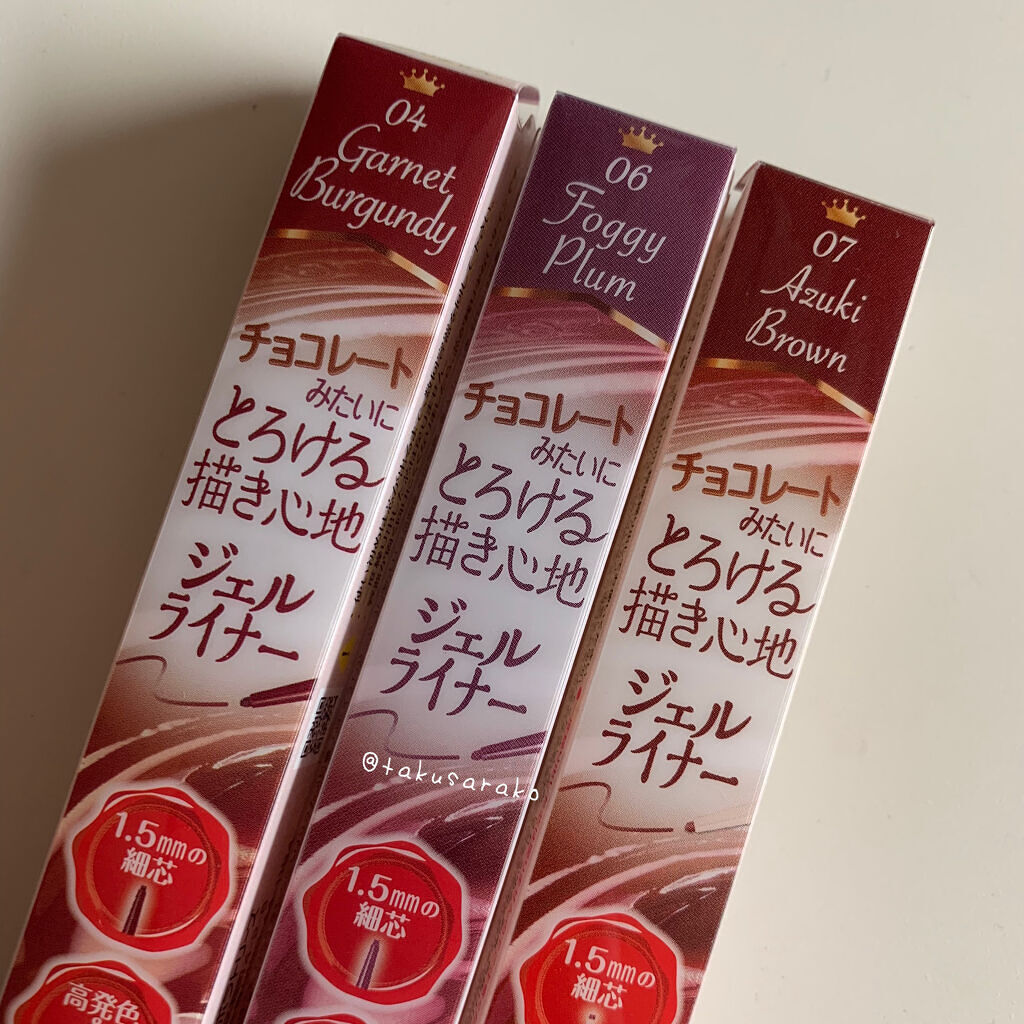 04
Garnet
Burgundy
チョコレート
みたいに
とろける
描き心地
ジェル
ライナー
1.5mmの
細芯
高発色
06
Foggy
Plum
チョコレート
みたいに
とろける
描き心地
ジェル
ライナー
@takusarako
1.5mmの
細芯
07
Azuki
Brown
チョコレート
みたいに
とろける
描き心地
ジェル
ライナー
1.5mmの
細芯